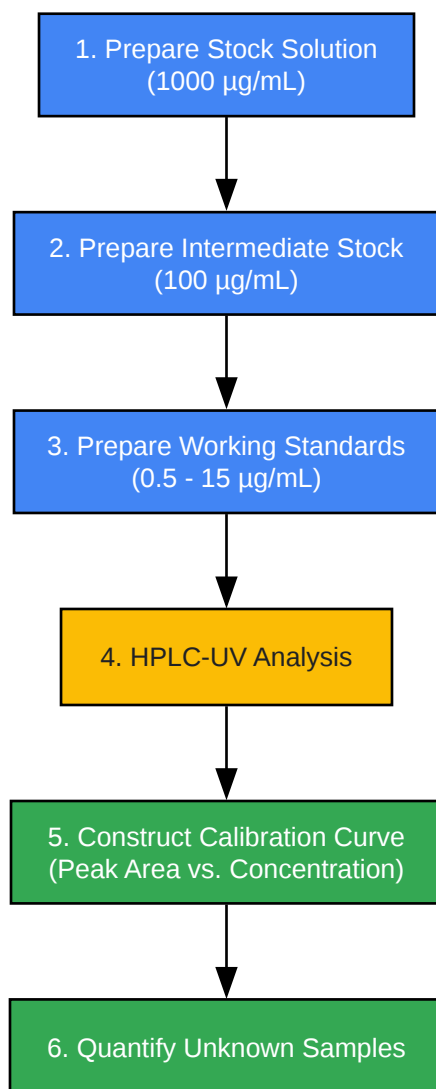 1. Prepare Stock Solution
(1000 µg/mL)
2. Prepare Intermediate Stock
(100 µg/mL)
3. Prepare Working Standards
(0.5 - 15 µg/mL)
4. HPLC-UV Analysis
5. Construct Calibration Curve
(Peak Area vs. Concentration)
6. Quantify Unknown Samples